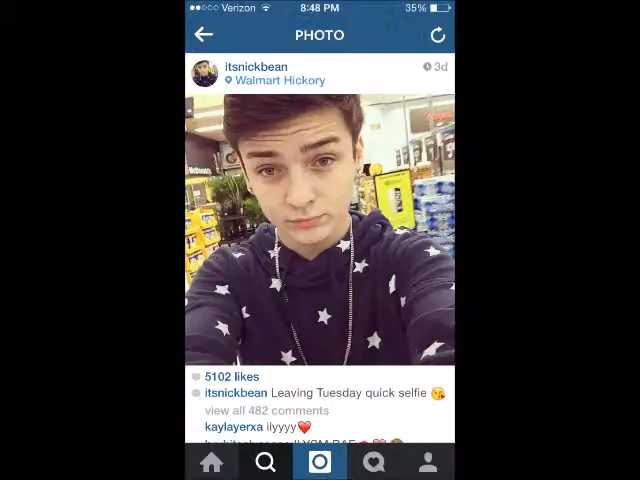 Verizon 8:48 PM 35%
PHOTO
itsnickbean 3d
Walmart Hickory
McDonald's
5102 likes
itsnickbean Leaving Tuesday quick selfie 😘
view all 482 comments
kaylayerxa ilyyyy❤️